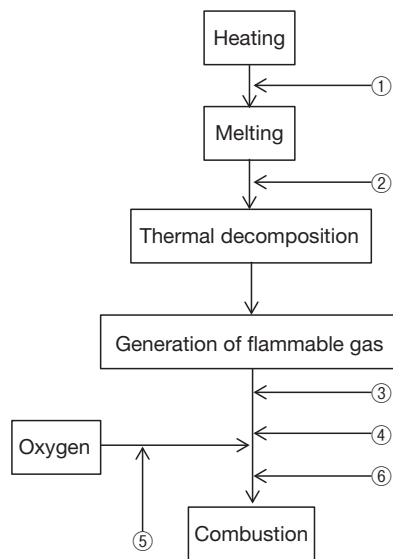 Heating
①
Melting
②
Thermal decomposition
Generation of flammable gas
③
④
Oxygen
⑥
⑤
Combustion